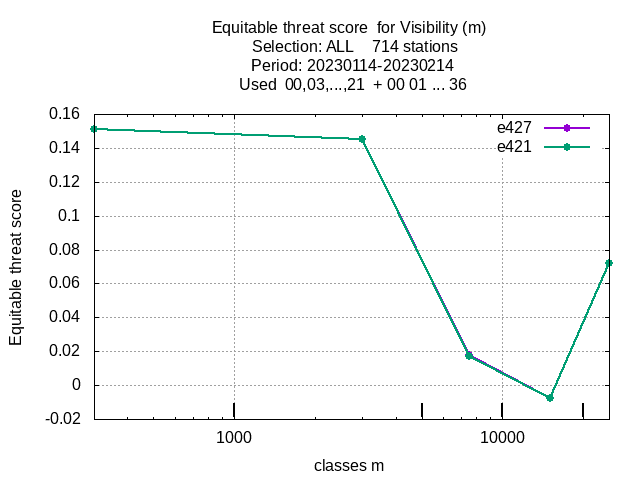 Equitable threat score  for Visibility (m)
Selection: ALL    714 stations
Period: 20230114-20230214
Used  00,03,...,21  + 00 01 ... 36
0.16
0.14
0.12
0.1
0.08
0.06
0.04
0.02
0
-0.02
Equitable threat score
e427
e421
1000
10000
classes m